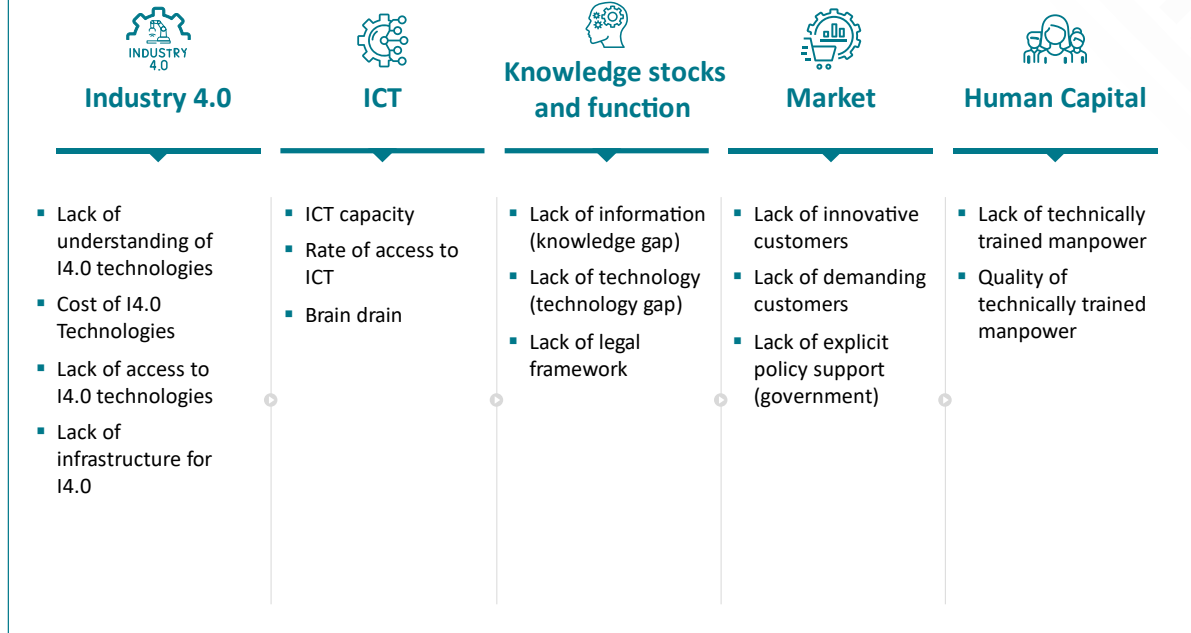 INDUSTRY
4.0
Industry 4.0
▪ Lack of
understanding of
I4.0 technologies
▪ Cost of I4.0
Technologies
▪ Lack of access to
I4.0 technologies
▪ Lack of
infrastructure for
I4.0
ICT
▪ ICT capacity
▪ Rate of access to
ICT
▪ Brain drain
Knowledge stocks
and function
▪ Lack of information
(knowledge gap)
▪ Lack of technology
(technology gap)
▪ Lack of legal
framework
Market
▪ Lack of innovative
customers
▪ Lack of demanding
customers
▪ Lack of explicit
policy support
(government)
Human Capital
▪ Lack of technically
trained manpower
▪ Quality of
technically trained
manpower